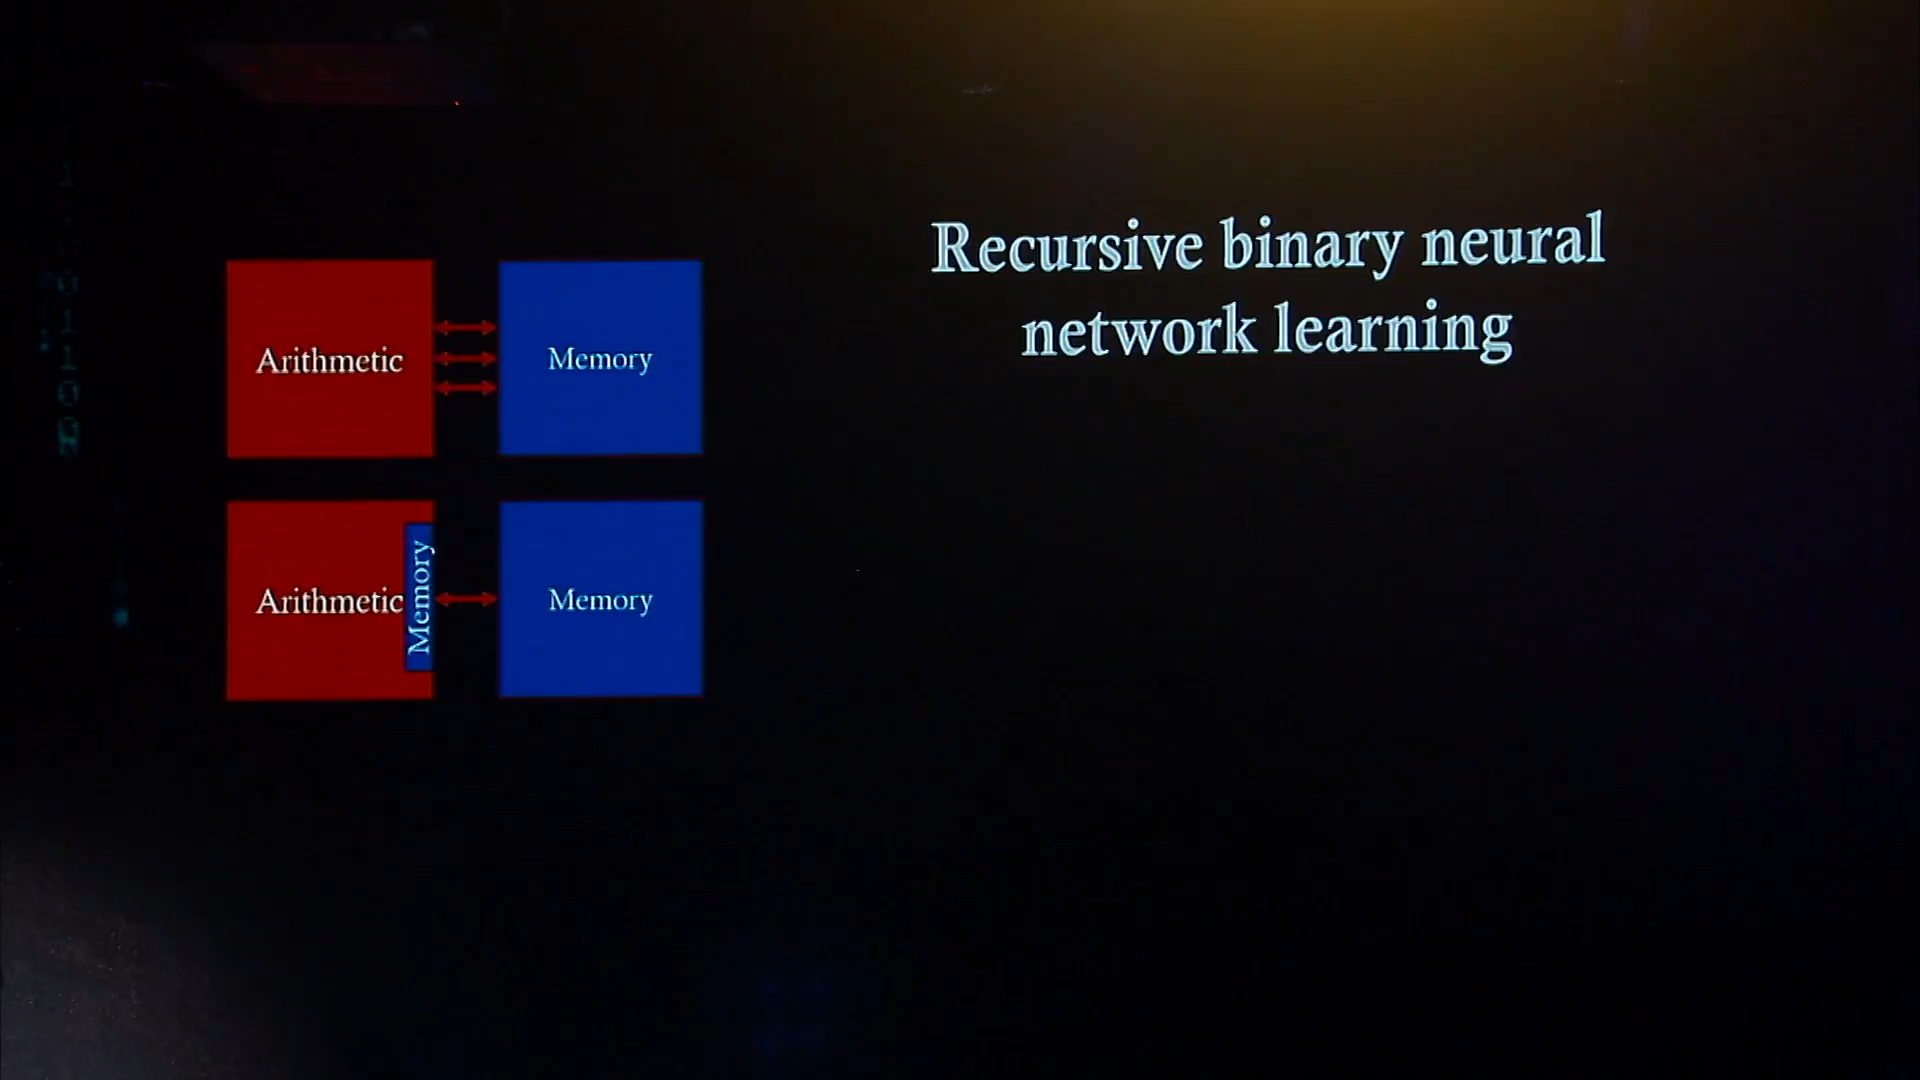 Recursive binary neural
network learning
Arithmetic
Memory
Arithmetic
Memory
Memory